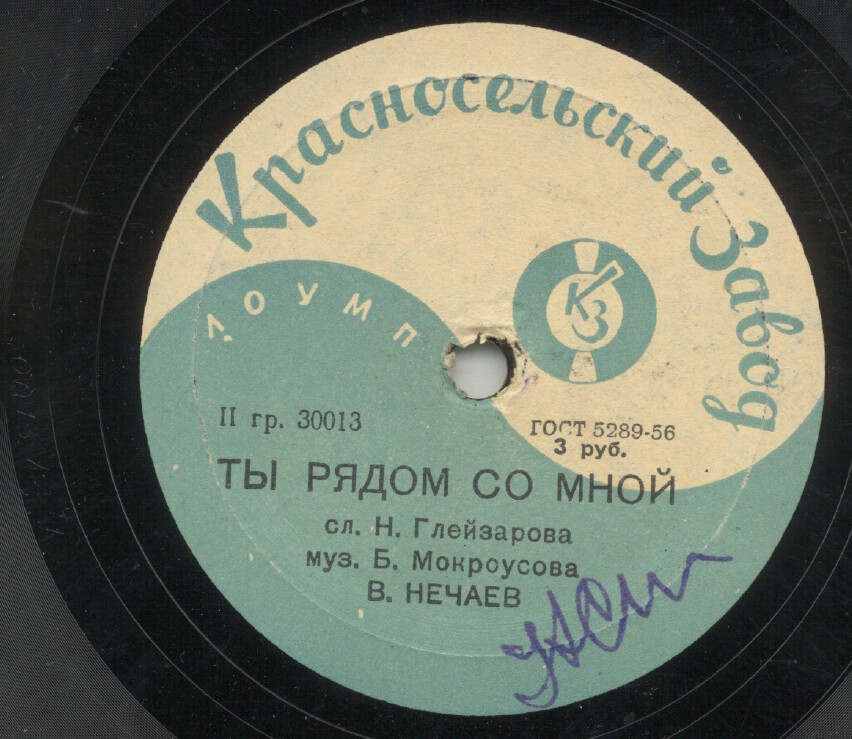 Красносельский Завод
КЗ
ЛОУМП
II гр. 30013
ГОСТ 5289-56
3 руб.
ТЫ РЯДОМ СО МНОЙ
сл. Н. Глейзарова
муз. Б. Мокроусова
В. НЕЧАЕВ